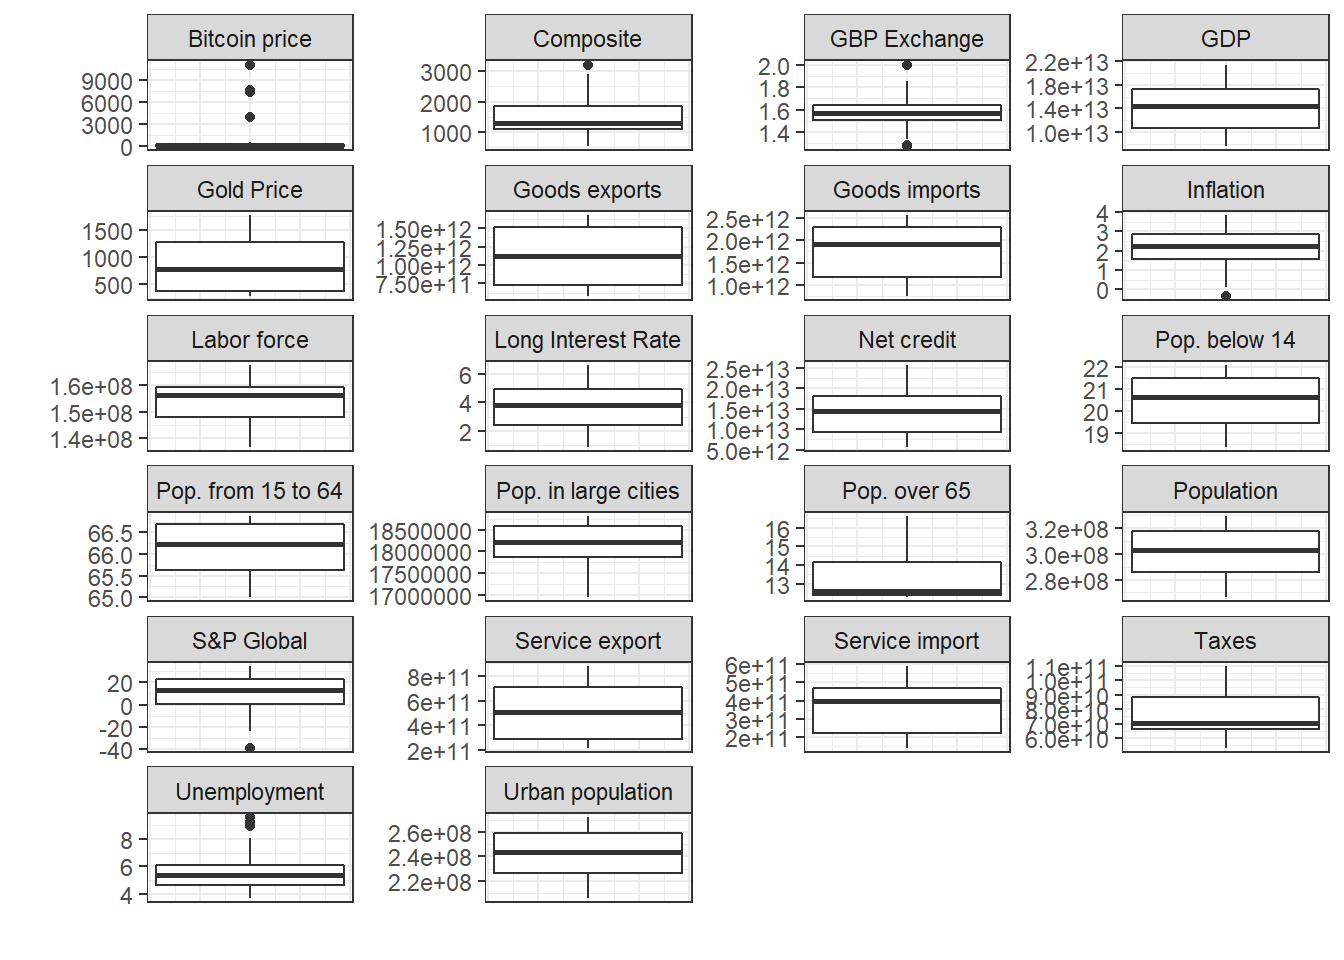 Bitcoin price
9000
6000
3000
0
Composite
3000
2000
1000
GBP Exchange
2.0
1.8
1.6
1.4
GDP
2.2e+13
1.8e+13
1.4e+13
1.0e+13
Gold Price
1500
1000
500
Goods exports
1.50e+12
1.25e+12
1.00e+12
7.50e+11
Goods imports
2.5e+12
2.0e+12
1.5e+12
1.0e+12
Inflation
4
3
2
1
0
Labor force
1.6e+08
1.5e+08
1.4e+08
Long Interest Rate
6
4
2
Net credit
2.5e+13
2.0e+13
1.5e+13
1.0e+13
5.0e+12
Pop. below 14
22
21
20
19
Pop. from 15 to 64
66.5
66.0
65.5
65.0
Pop. in large cities
18500000
18000000
17500000
17000000
Pop. over 65
16
15
14
13
Population
3.2e+08
3.0e+08
2.8e+08
S&P Global
20
0
-20
-40
Service export
8e+11
6e+11
4e+11
2e+11
Service import
6e+11
5e+11
4e+11
3e+11
2e+11
Taxes
1.1e+11
1.0e+11
9.0e+10
8.0e+10
7.0e+10
6.0e+10
Unemployment
8
6
4
Urban population
2.6e+08
2.4e+08
2.2e+08